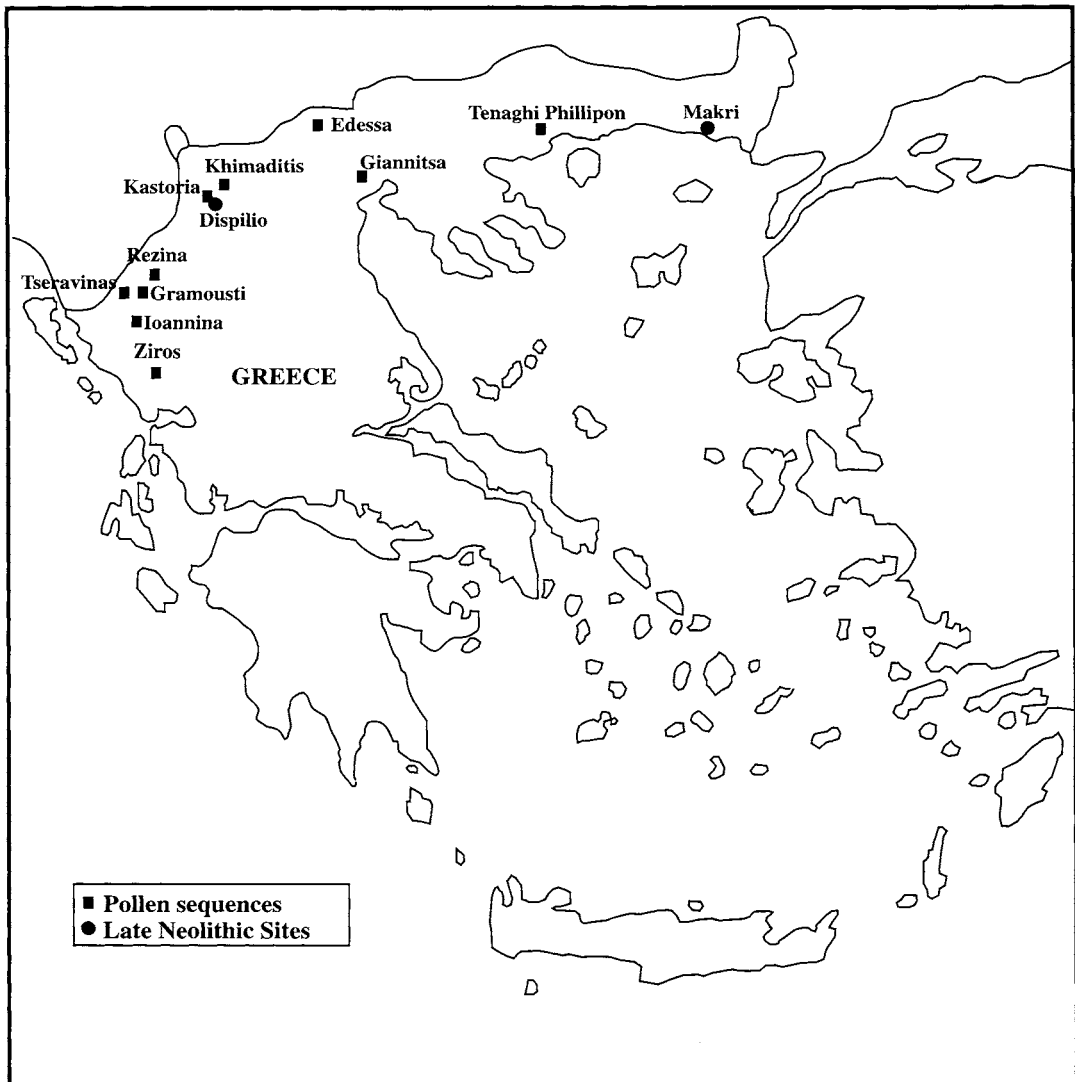 Tenaghi Phillipon
Makri
Edessa
Giannitsa
Khimaditis
Kastoria
Dispilio
Rezina
Tseravinas
Gramousti
Ioannina
Ziros
GREECE
Pollen sequences
Late Neolithic Sites